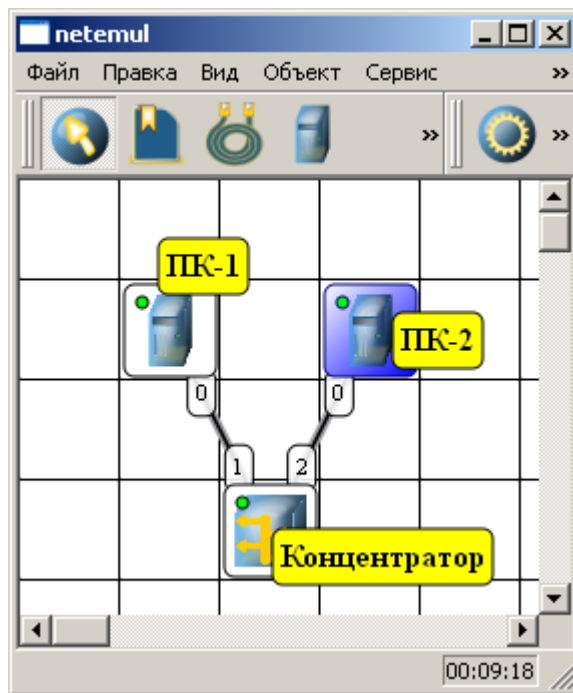 netemul
Файл Правка Вид Объект Сервис »
» »
ПК-1
ПК-2
0 0
1 2
Концентратор
00:09:18